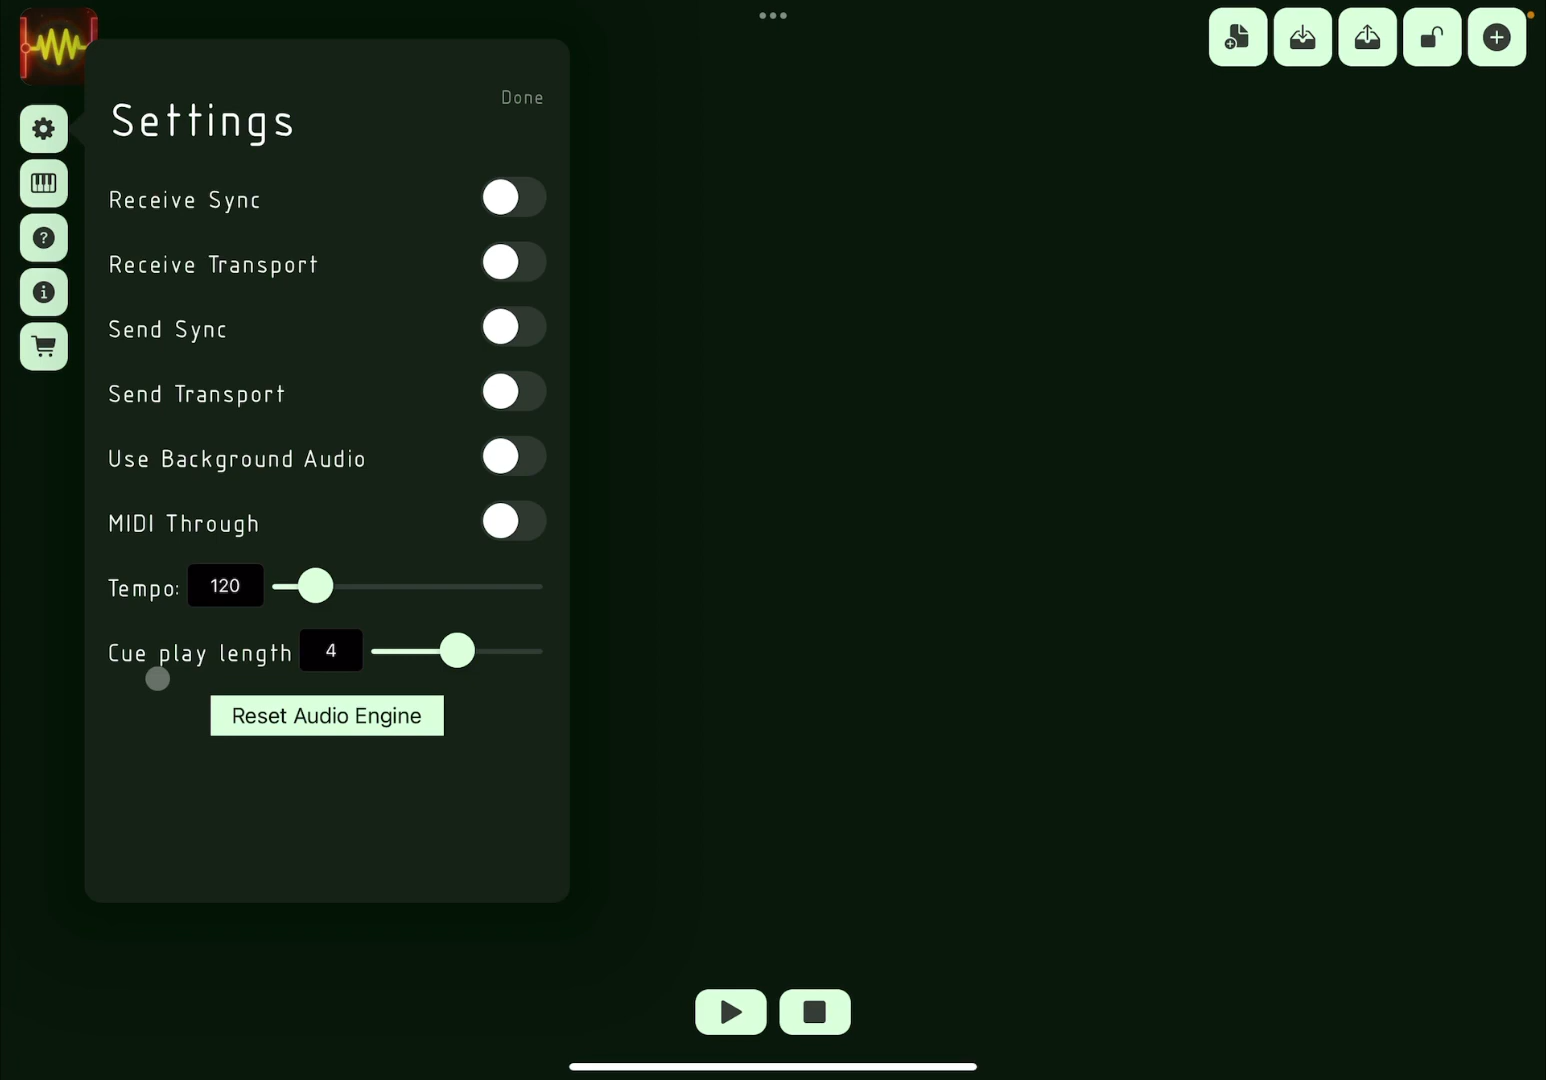 Done
Settings
Receive Sync
Receive Transport
Send Sync
Send Transport
Use Background Audio
MIDI Through
Tempo: 120
Cue play length 4
Reset Audio Engine